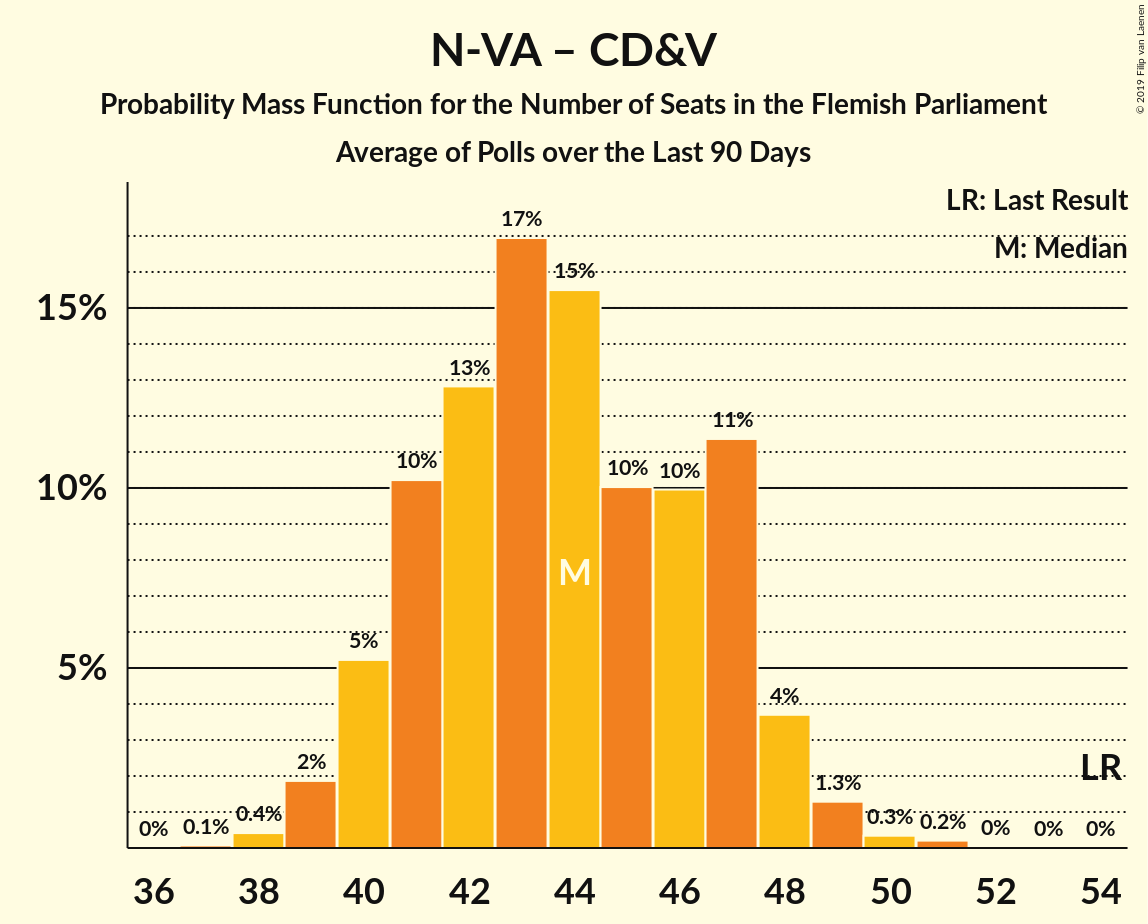 N-VA – CD&V
Probability Mass Function for the Number of Seats in the Flemish Parliament
Average of Polls over the Last 90 Days
© 2019 Filip van Laenen
LR: Last Result
M: Median
17%
15%
15%
13%
11%
10%
10%
10%
10%
M
5%
5%
4%
LR
2%
1.3%
0.4%
0.3%
0.2%
0.1%
0%
0%
0%
0%
36 38 40 42 44 46 48 50 52 54